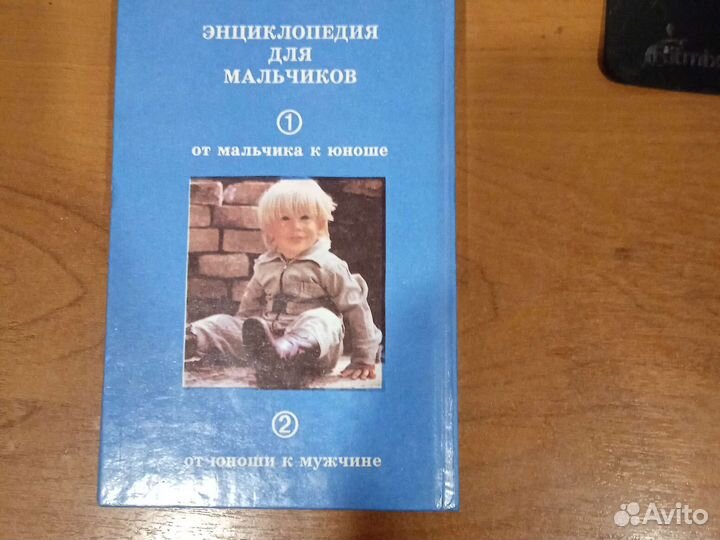 ЭНЦИКЛОПЕДИЯ
ДЛЯ
МАЛЬЧИКОВ
1
от мальчика к юноше
2
от юноши к мужчине
Avito